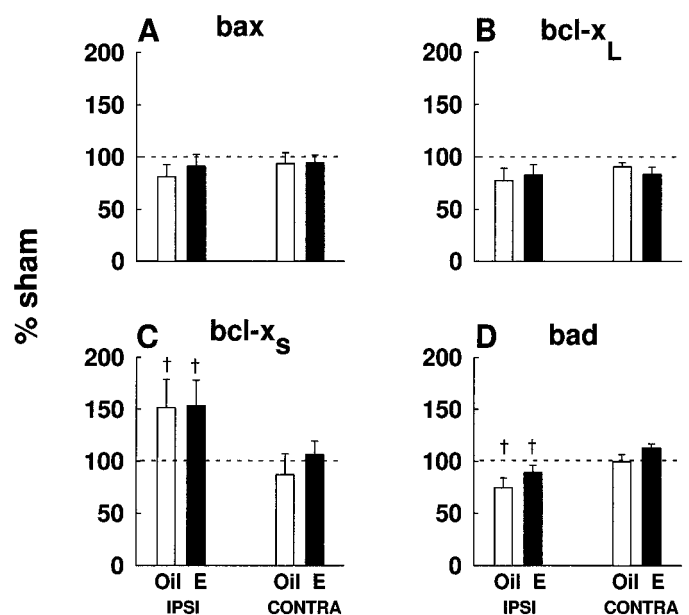 A bax
200
150
100
50
0
B bcl-xL
200
150
100
50
0
% sham
C bcl-xS
200
150
100
50
0
† †
D bad
200
150
100
50
0
† †
Oil E Oil E
IPSI CONTRA
Oil E Oil E
IPSI CONTRA